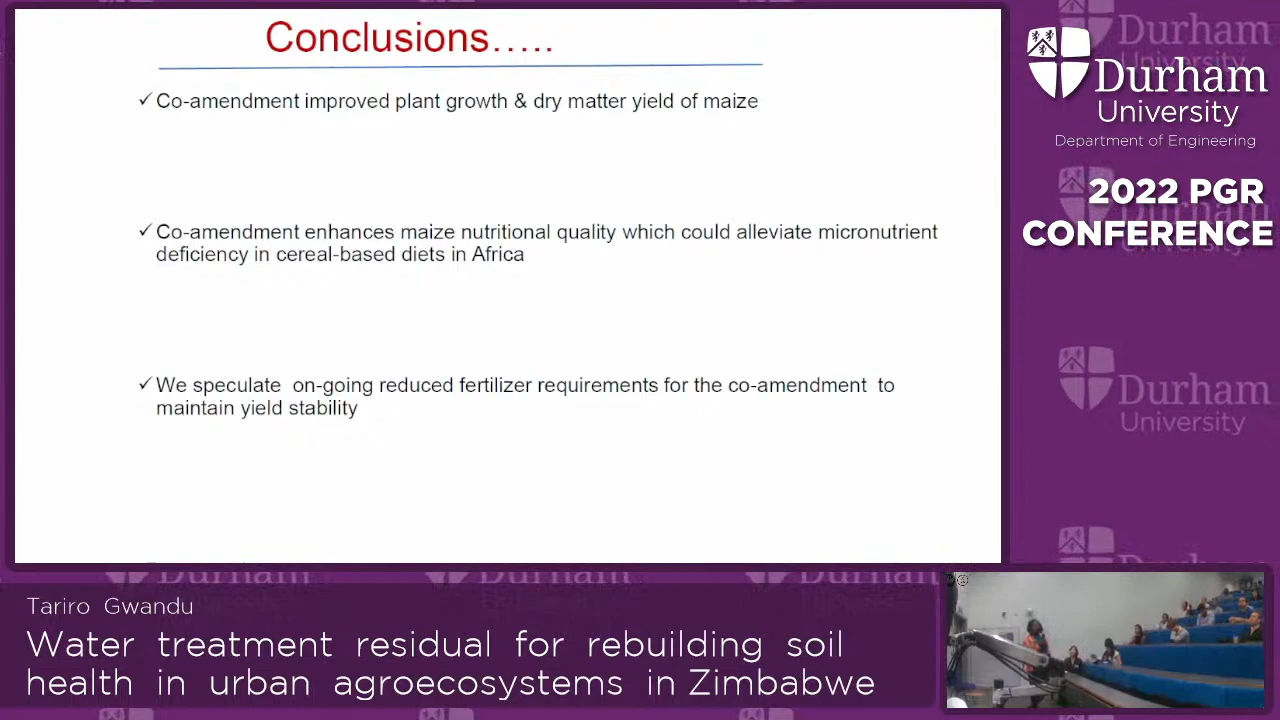 Conclusions…..
✓Co-amendment improved plant growth & dry matter yield of maize
✓Co-amendment enhances maize nutritional quality which could alleviate micronutrient
deficiency in cereal-based diets in Africa
✓We speculate on-going reduced fertilizer requirements for the co-amendment to
maintain yield stability
Durham
University
Department of Engineering
2022 PGR
CONFERENCE
Durham
University
Tariro Gwandu
Water treatment residual for rebuilding soil
health in urban agroecosystems in Zimbabwe